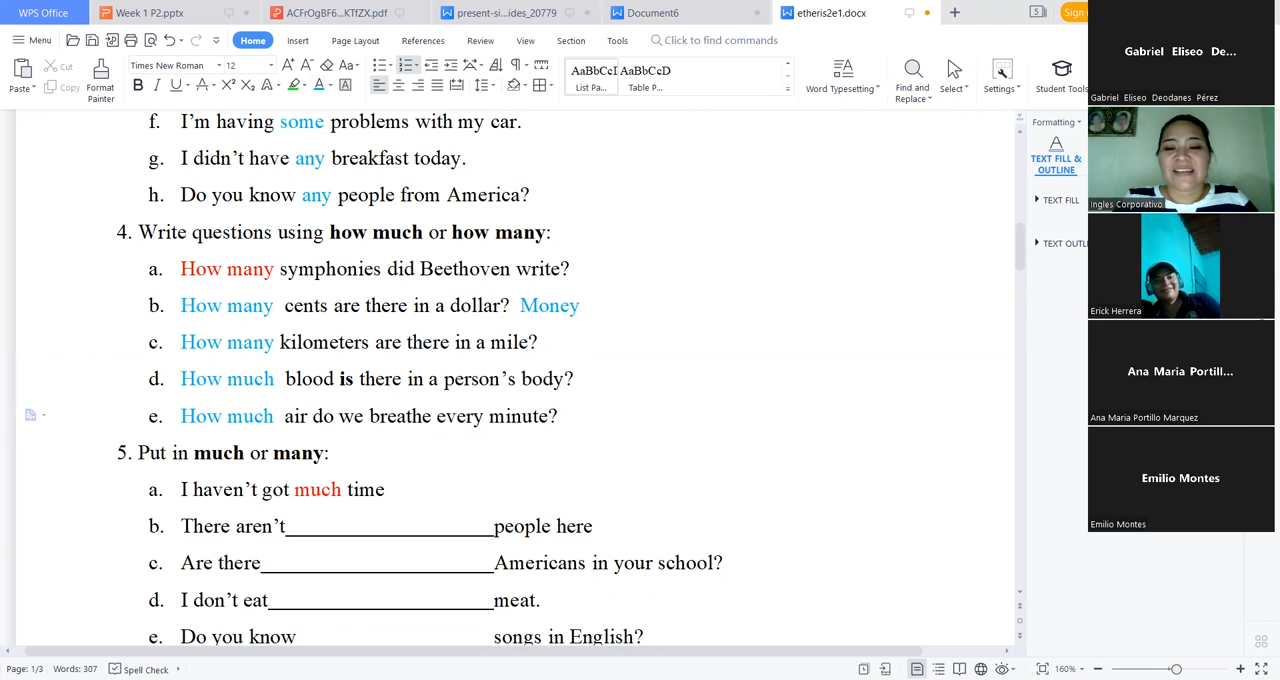 WPS Office
Week 1 P2.pptx
ACFrOgBF6...KTfZX.pdf
present-si...ides_20779
Document6
etheris2e1.docx
+
5
Sign
Menu
Home
Insert
Page Layout
References
Review
View
Section
Tools
Click to find commands
Paste
Cut
Copy
Format Painter
Times New Roman
12
AaBbCcI
List Pa...
AaBbCcD
Table P...
Word Typesetting
Find and Replace
Select
Settings
Student Tools
f. I'm having some problems with my car.
g. I didn't have any breakfast today.
h. Do you know any people from America?
4. Write questions using how much or how many:
a. How many symphonies did Beethoven write?
b. How many cents are there in a dollar? Money
c. How many kilometers are there in a mile?
d. How much blood is there in a person's body?
e. How much air do we breathe every minute?
5. Put in much or many:
a. I haven't got much time
b. There aren't____________________people here
c. Are there______________________Americans in your school?
d. I don't eat_____________________meat.
e. Do you know songs in English?
Formatting
TEXT FILL & OUTLINE
TEXT FILL
TEXT OUTL
Gabriel Eliseo De...
Gabriel Eliseo Deodanes Pérez
Ingles Corporativo
Erick Herrera
Ana Maria Portill...
Ana Maria Portillo Marquez
Emilio Montes
Emilio Montes
Page: 1/3
Words: 307
Spell Check
160%